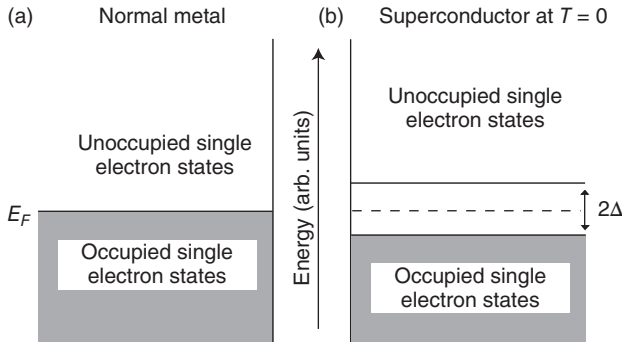 (a) Normal metal
Unoccupied single
electron states
E_F
Occupied single
electron states
Energy (arb. units)
(b) Superconductor at T = 0
Unoccupied single
electron states
2Δ
Occupied single
electron states